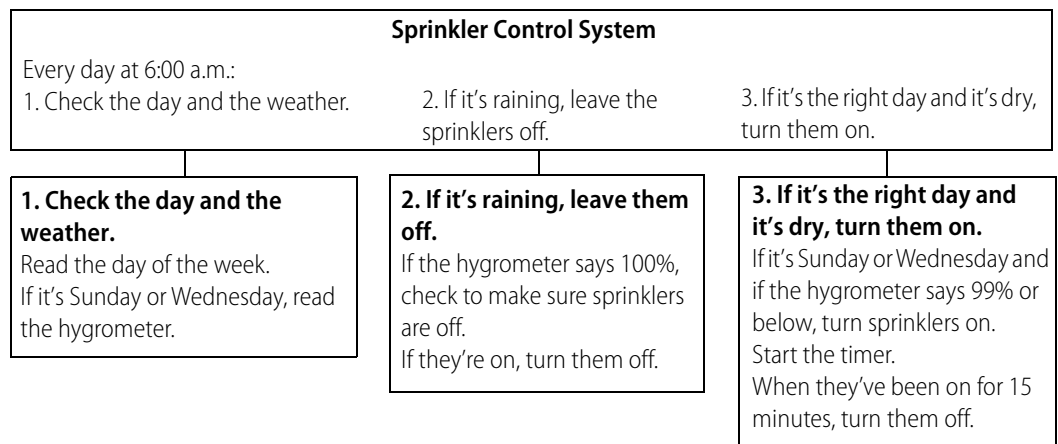 Sprinkler Control System
Every day at 6:00 a.m.:
1. Check the day and the weather.
2. If it's raining, leave the
sprinklers off.
3. If it's the right day and it's dry,
turn them on.
1. Check the day and the
weather.
Read the day of the week.
If it's Sunday or Wednesday, read
the hygrometer.
2. If it's raining, leave them
off.
If the hygrometer says 100%,
check to make sure sprinklers
are off.
If they're on, turn them off.
3. If it's the right day and
it's dry, turn them on.
If it's Sunday or Wednesday and
if the hygrometer says 99% or
below, turn sprinklers on.
Start the timer.
When they've been on for 15
minutes, turn them off.